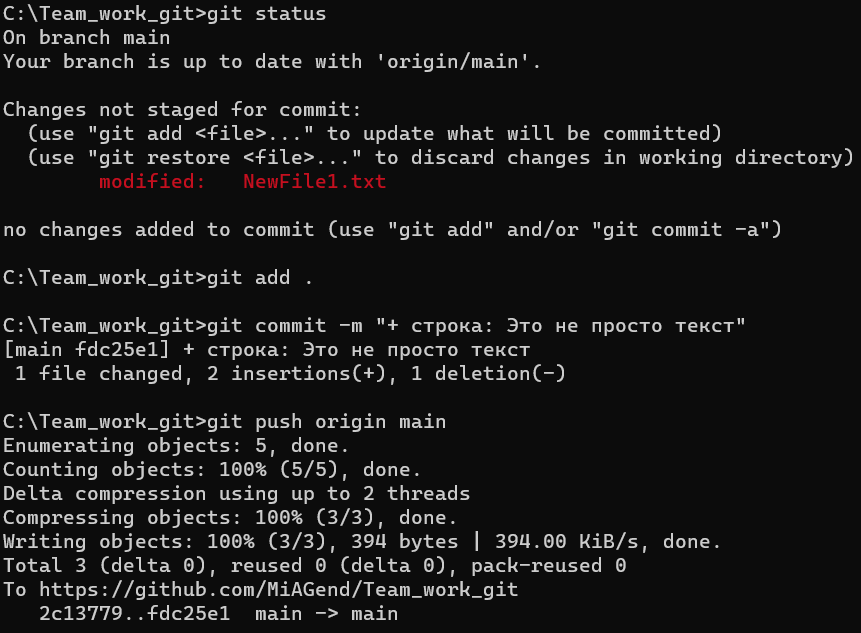 C:\Team_work_git>git status
On branch main
Your branch is up to date with 'origin/main'.
Changes not staged for commit:
  (use "git add <file>..." to update what will be committed)
  (use "git restore <file>..." to discard changes in working directory)
        modified:   NewFile1.txt
no changes added to commit (use "git add" and/or "git commit -a")
C:\Team_work_git>git add .
C:\Team_work_git>git commit -m "+ строка: Это не просто текст"
[main fdc25e1] + строка: Это не просто текст
 1 file changed, 2 insertions(+), 1 deletion(-)
C:\Team_work_git>git push origin main
Enumerating objects: 5, done.
Counting objects: 100% (5/5), done.
Delta compression using up to 2 threads
Compressing objects: 100% (3/3), done.
Writing objects: 100% (3/3), 394 bytes | 394.00 KiB/s, done.
Total 3 (delta 0), reused 0 (delta 0), pack-reused 0
To https://github.com/MiAGend/Team_work_git
   2c13779..fdc25e1  main -> main